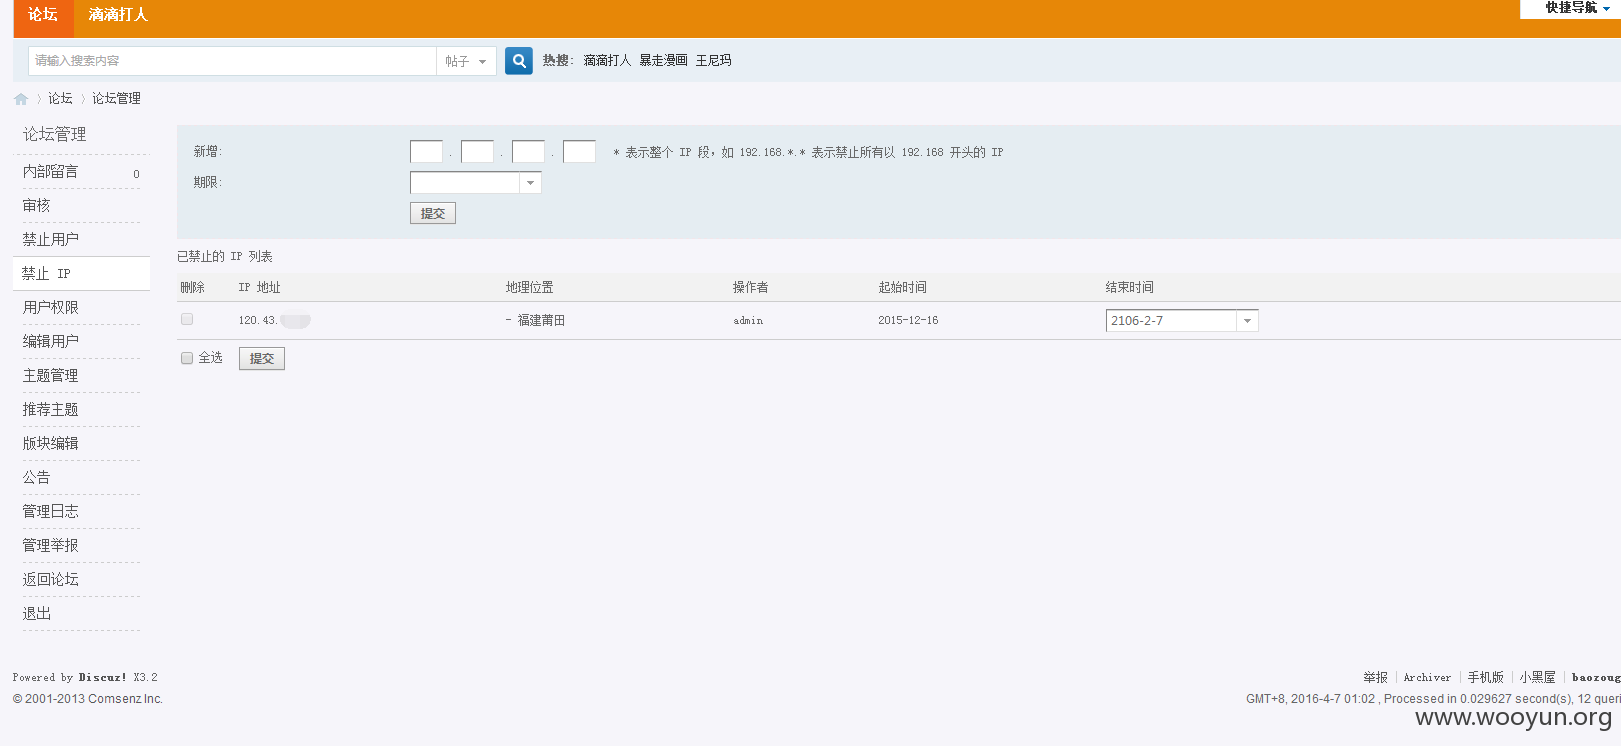 论坛 滴滴打人 快捷导航
请输入搜索内容 帖子 热搜: 滴滴打人 暴走漫画 王尼玛
论坛 论坛管理
论坛管理
内部留言 0
审核
禁止用户
禁止 IP
用户权限
编辑用户
主题管理
推荐主题
版块编辑
公告
管理日志
管理举报
返回论坛
退出
新增: . . . * 表示整个 IP 段,如 192.168.*.* 表示禁止所有以 192.168 开头的 IP
期限:
提交
已禁止的 IP 列表
删除 IP 地址 地理位置 操作者 起始时间 结束时间
120.43. - 福建莆田 admin 2015-12-16 2106-2-7
全选 提交
Powered by Discuz! X3.2
© 2001-2013 Comsenz Inc.
举报 Archiver 手机版 小黑屋 baozoug
GMT+8, 2016-4-7 01:02 , Processed in 0.029627 second(s), 12 queri
www.wooyun.org